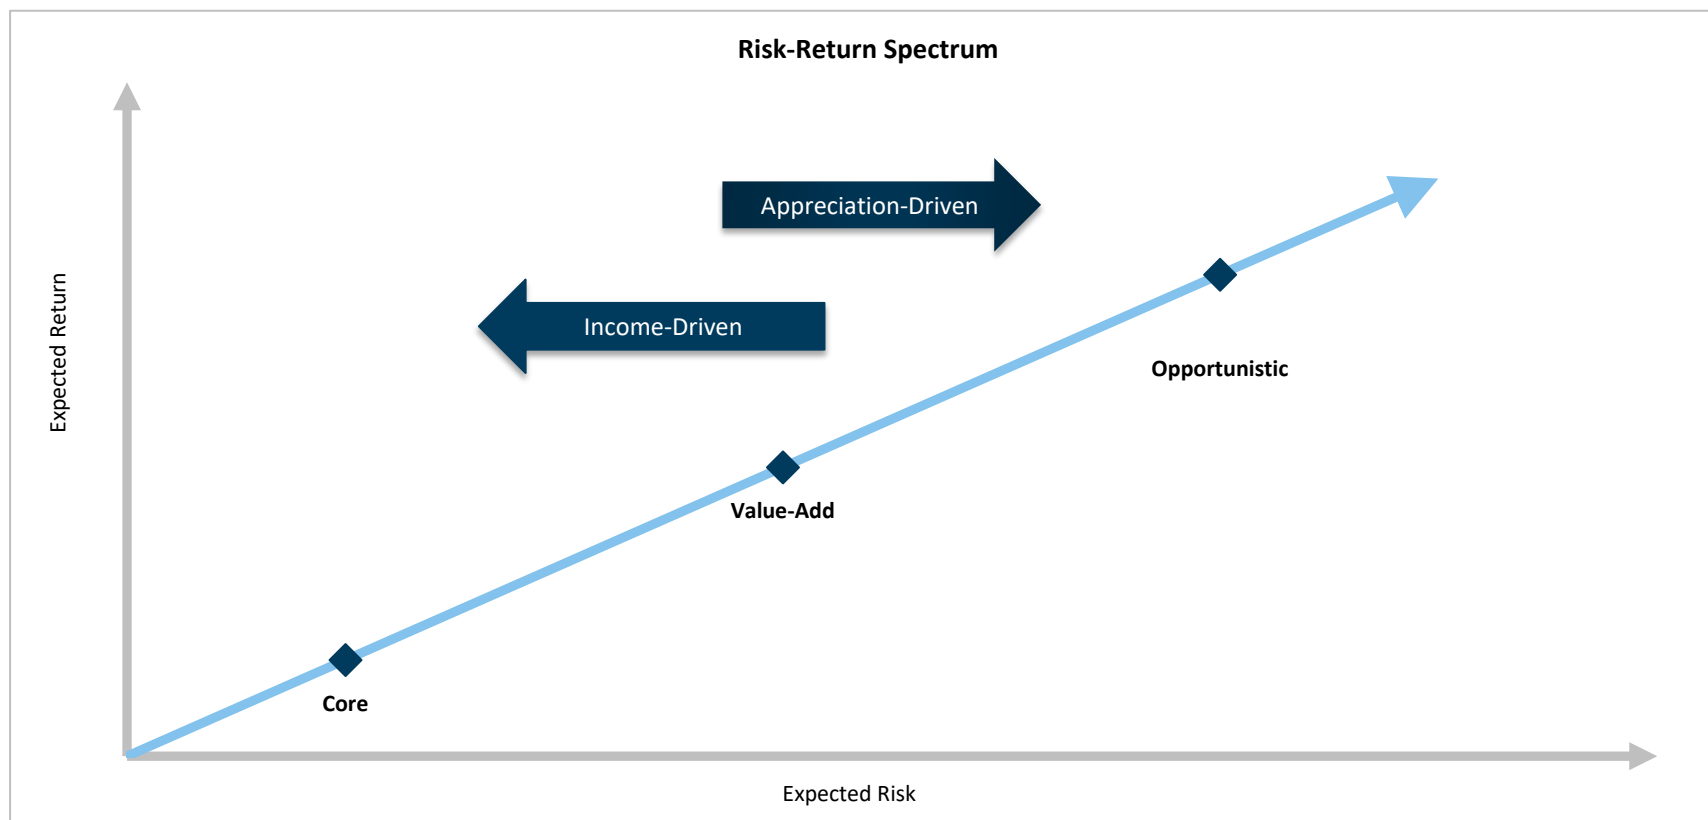 Risk-Return Spectrum
Appreciation-Driven
Income-Driven
Expected Return
Opportunistic
Value-Add
Core
Expected Risk